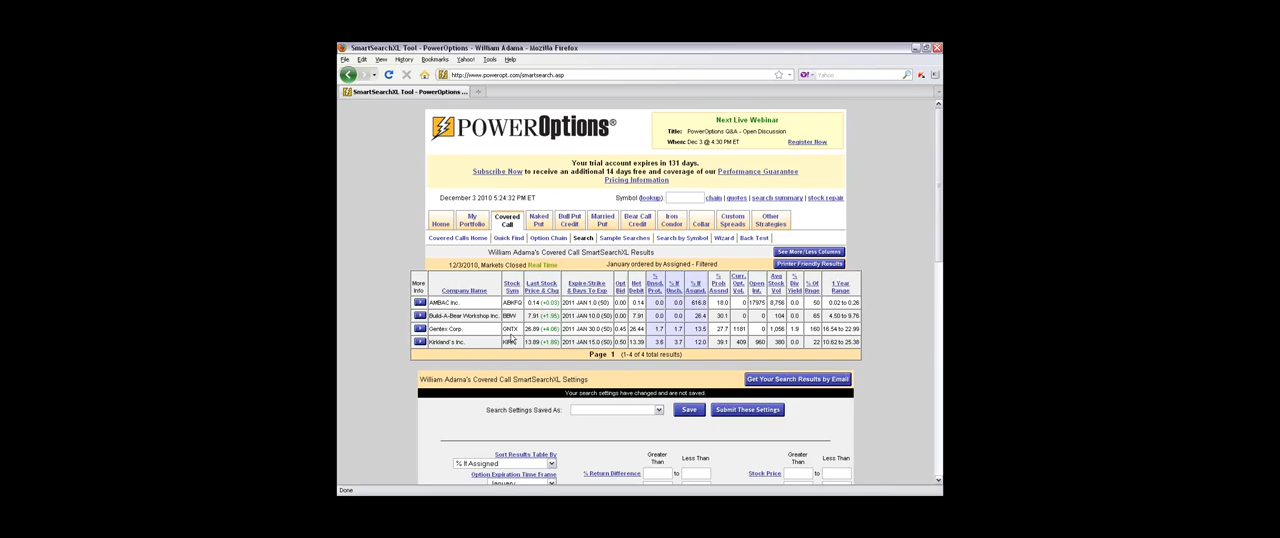 SmartSearchXL Tool - PowerOptions - William Adama - Mozilla Firefox
File Edit View History Bookmarks Yahoo! Tools Help
http://www.poweropt.com/smartsearch.asp
Yahoo
SmartSearchXL Tool - PowerOptions ...
POWEROptions®
Next Live Webinar
Title: PowerOptions Q&A - Open Discussion
When: Dec 3 @ 4:30 PM ET Register Now
Your trial account expires in 131 days.
Subscribe Now to receive an additional 14 days free and coverage of our Performance Guarantee
Pricing Information
December 3 2010 5:24:32 PM ET Symbol (lookup): chain | quotes | search summary | stock repair
Home My Portfolio Covered Call Naked Put Bull Put Credit Married Put Bear Call Credit Iron Condor Collar Custom Spreads Other Strategies
Covered Calls Home | Quick Find | Option Chain | Search | Sample Searches | Search by Symbol | Wizard | Back Test
William Adama's Covered Call SmartSearchXL Results See More/Less Columns
12/3/2010, Markets Closed Real Time January ordered by Assigned - Filtered Printer Friendly Results
More Info Company Name Stock Sym Last Stock Price & Chg Expire/Strike & Days To Exp Opt Bid Net Debit % Dnsd. Prot. % If Unch. % If Asgnd. % Prob Assnd Curr. Opt. Vol. Open Int. Avg Stock Vol % Div Yield % Of Rnge 1 Year Range
AMBAC Inc. ABKFQ 0.14 (+0.03) 2011 JAN 1.0 (50) 0.00 0.14 0.0 0.0 616.8 18.0 0 17975 8,756 0.0 50 0.02 to 0.26
Build-A-Bear Workshop Inc. BBW 7.91 (+1.95) 2011 JAN 10.0 (50) 0.00 7.91 0.0 0.0 26.4 30.1 0 0 104 0.0 65 4.50 to 9.76
Gentex Corp. GNTX 26.89 (+4.06) 2011 JAN 30.0 (50) 0.45 26.44 1.7 1.7 13.5 27.7 1181 0 1,056 1.9 160 16.54 to 22.99
Kirkland's Inc. 13.89 (+1.89) 2011 JAN 15.0 (50) 0.50 13.39 3.6 3.7 12.0 39.1 409 960 380 0.0 22 10.62 to 25.38
Page 1 (1-4 of 4 total results)
William Adama's Covered Call SmartSearchXL Settings Get Your Search Results by Email
Your search settings have changed and are not saved.
Search Settings Saved As: Save Submit These Settings
Sort Results Table By Greater Than Less Than Greater Than Less Than
% If Assigned
% Return Difference to Stock Price to
Option Expiration Time Frame
January
Done